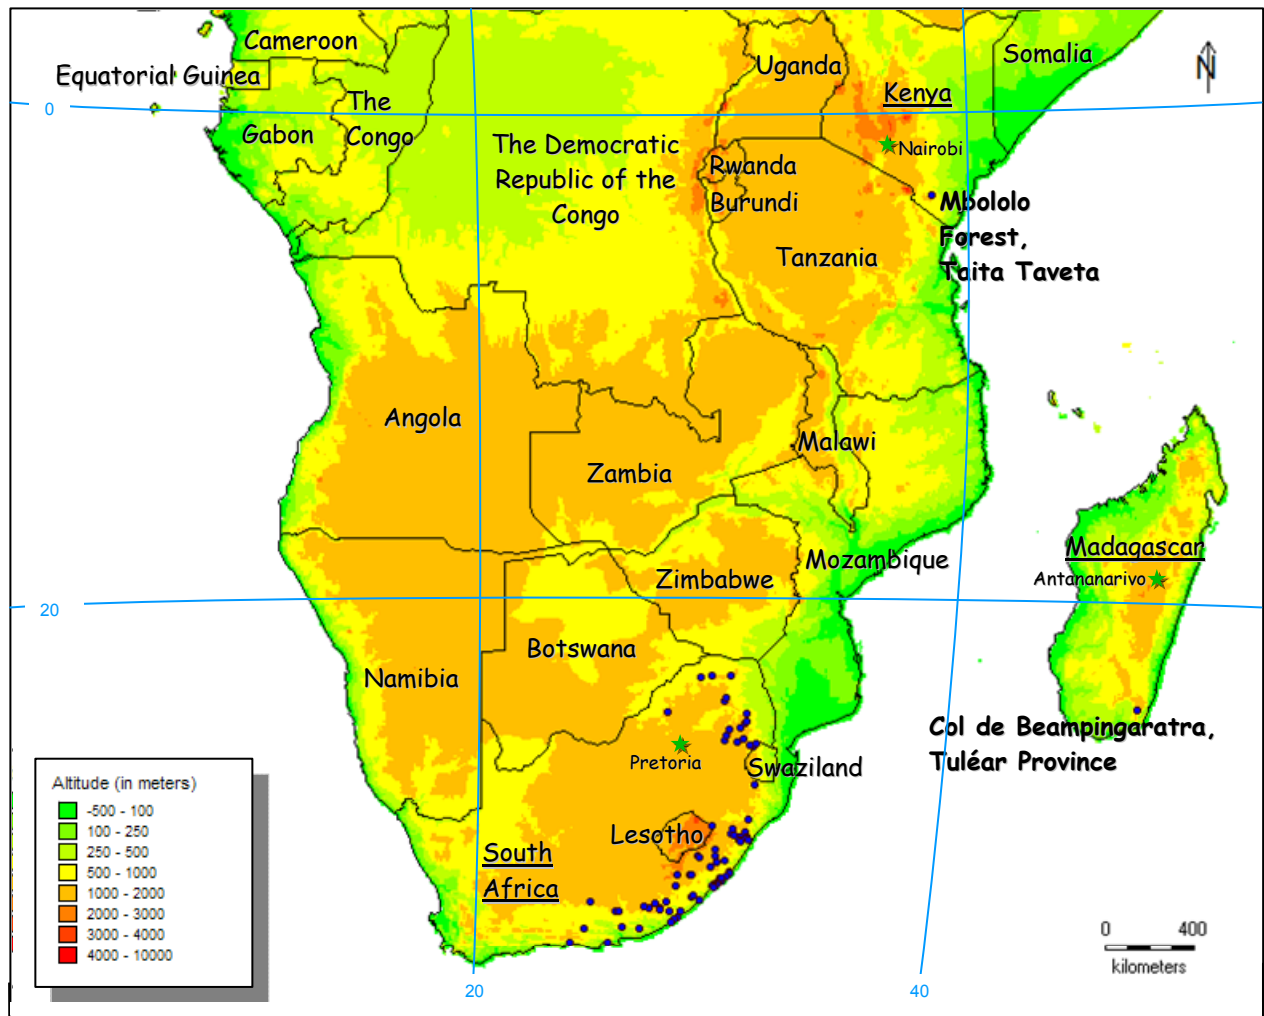 Cameroon
Equatorial Guinea
Gabon
The
Congo
The Democratic
Republic of the
Congo
Uganda
Kenya
Somalia
N
0
Nairobi
Rwanda
Burundi
Tanzania
Mbololo
Forest,
Taita Taveta
Angola
Zambia
Malawi
Mozambique
Madagascar
Antananarivo
Zimbabwe
20
Botswana
Namibia
Pretoria
Swaziland
Col de Beampingaratra,
Tuléar Province
Lesotho
South
Africa
Altitude (in meters)
-500 - 100
100 - 250
250 - 500
500 - 1000
1000 - 2000
2000 - 3000
3000 - 4000
4000 - 10000
0 400
kilometers
20
40